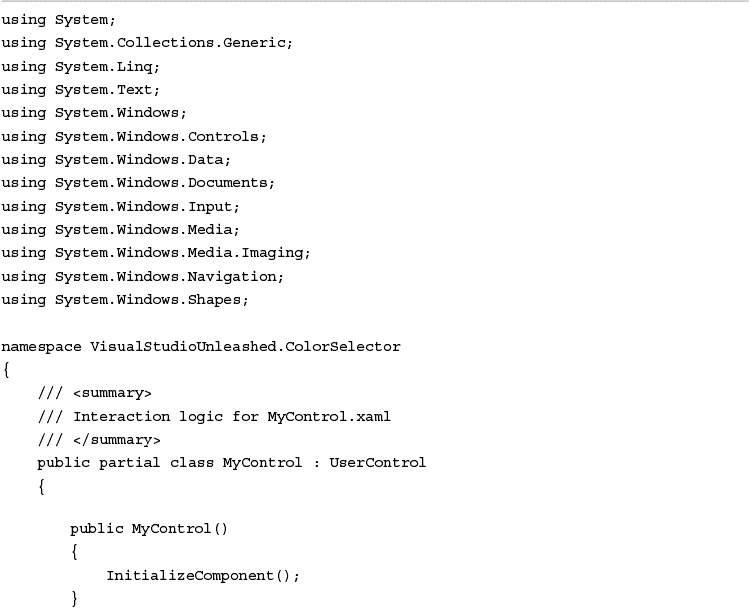 using System;
using System.Collections.Generic;
using System.Linq;
using System.Text;
using System.Windows;
using System.Windows.Controls;
using System.Windows.Data;
using System.Windows.Documents;
using System.Windows.Input;
using System.Windows.Media;
using System.Windows.Media.Imaging;
using System.Windows.Navigation;
using System.Windows.Shapes;

namespace VisualStudioUnleashed.ColorSelector
{
    /// <summary>
    /// Interaction logic for MyControl.xaml
    /// </summary>
    public partial class MyControl : UserControl
    {

        public MyControl()
        {
            InitializeComponent();
        }